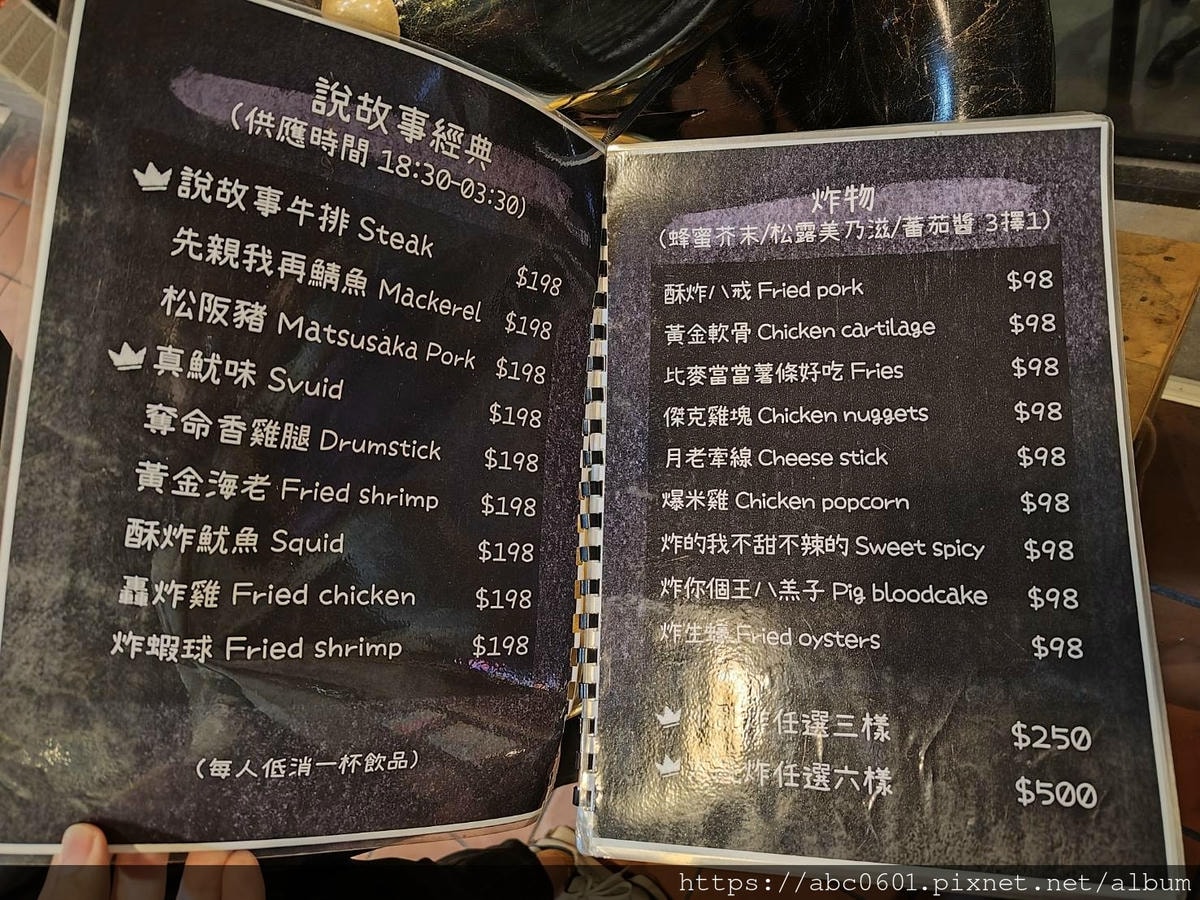 說故事經典
(供應時間 18:30-03:30)
說故事牛排 Steak $198
先親我再鯖魚 Mackerel $198
松阪豬 Matsusaka Pork $198
真魷味 Svuid $198
奪命香雞腿 Drumstick $198
黃金海老 Fried shrimp $198
酥炸魷魚 Squid $198
轟炸雞 Fried chicken $198
炸蝦球 Fried shrimp $198
(每人低消一杯飲品)
炸物
(蜂蜜芥末/松露美乃滋/蕃茄醬 3擇1)
酥炸八戒 Fried pork $98
黃金軟骨 Chicken cartilage $98
比麥當當薯條好吃 Fries $98
傑克雞塊 Chicken nuggets $98
月老牽線 Cheese stick $98
爆米雞 Chicken popcorn $98
炸的我不甜不辣的 Sweet spicy $98
炸你個王八羔子 Pig bloodcake $98
炸生蠔 Fried oysters $98
炸任選三樣 $250
炸任選六樣 $500
https://abc0601.pixnet.net/album